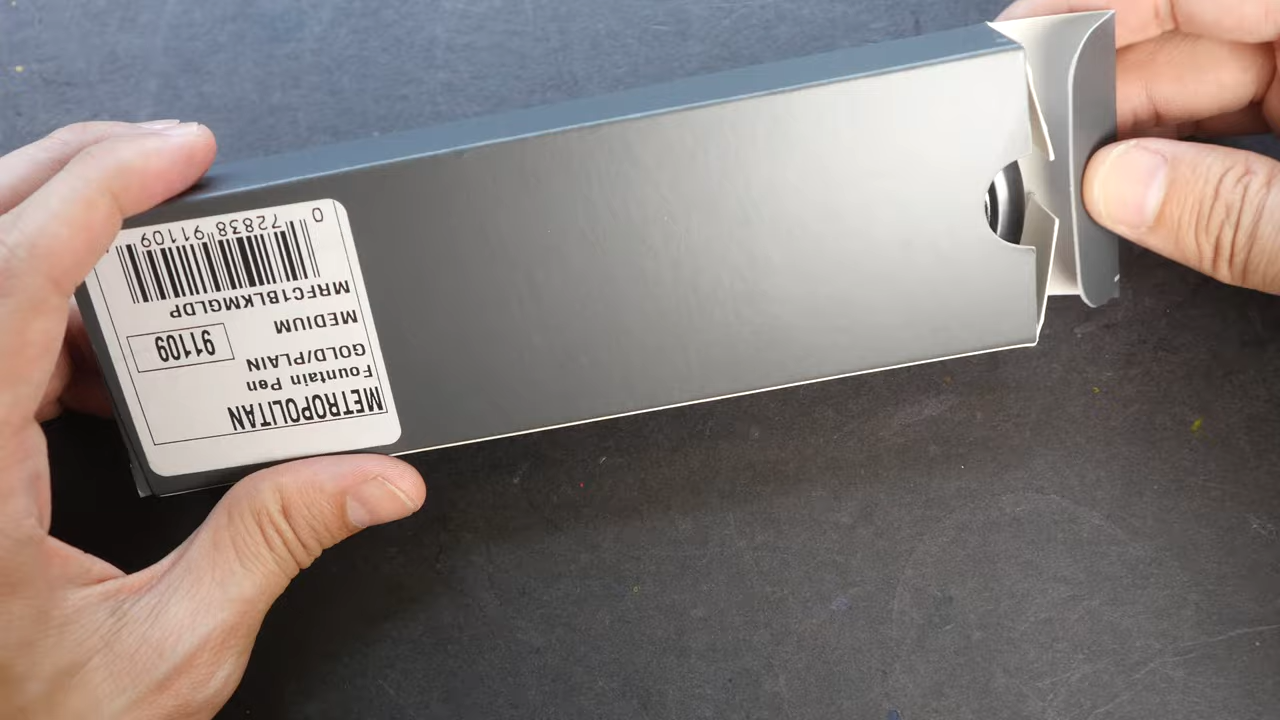 METROPOLITAN
Fountain Pen
GOLD/PLAIN
MEDIUM
91109
MRFC1BLKMGLDP
0 72838 91109